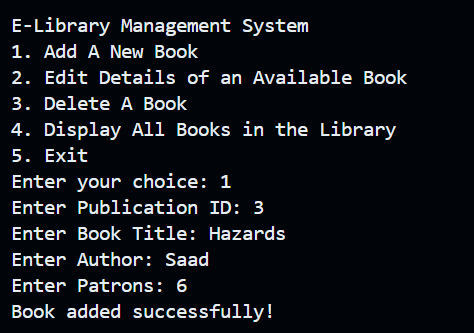 E-Library Management System
1. Add A New Book
2. Edit Details of an Available Book
3. Delete A Book
4. Display All Books in the Library
5. Exit
Enter your choice: 1
Enter Publication ID: 3
Enter Book Title: Hazards
Enter Author: Saad
Enter Patrons: 6
Book added successfully!